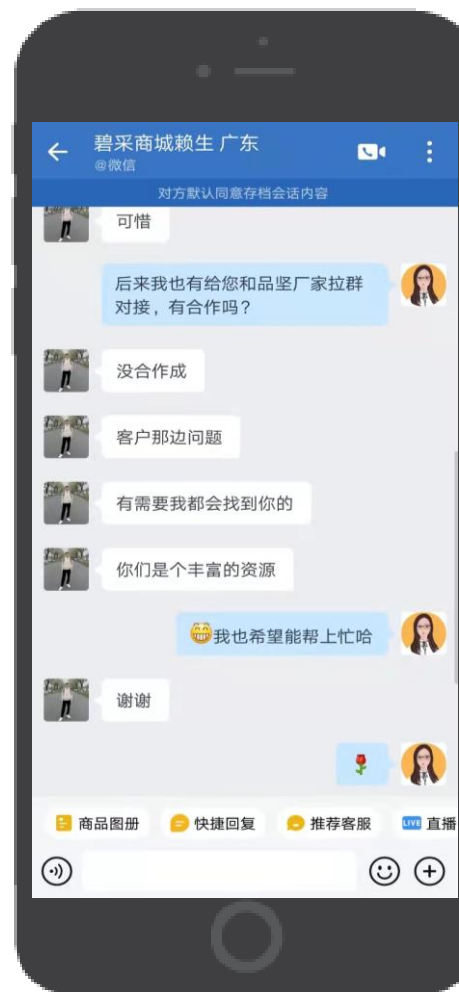 碧采商城赖生 广东
@微信
对方默认同意存档会话内容
可惜
后来我也有给您和品坚厂家拉群
对接，有合作吗？
没合作成
客户那边问题
有需要我都会找到你的
你们是个丰富的资源
😁我也希望能帮上忙哈
谢谢
🌹
商品图册 快捷回复 推荐客服 LIVE 直播